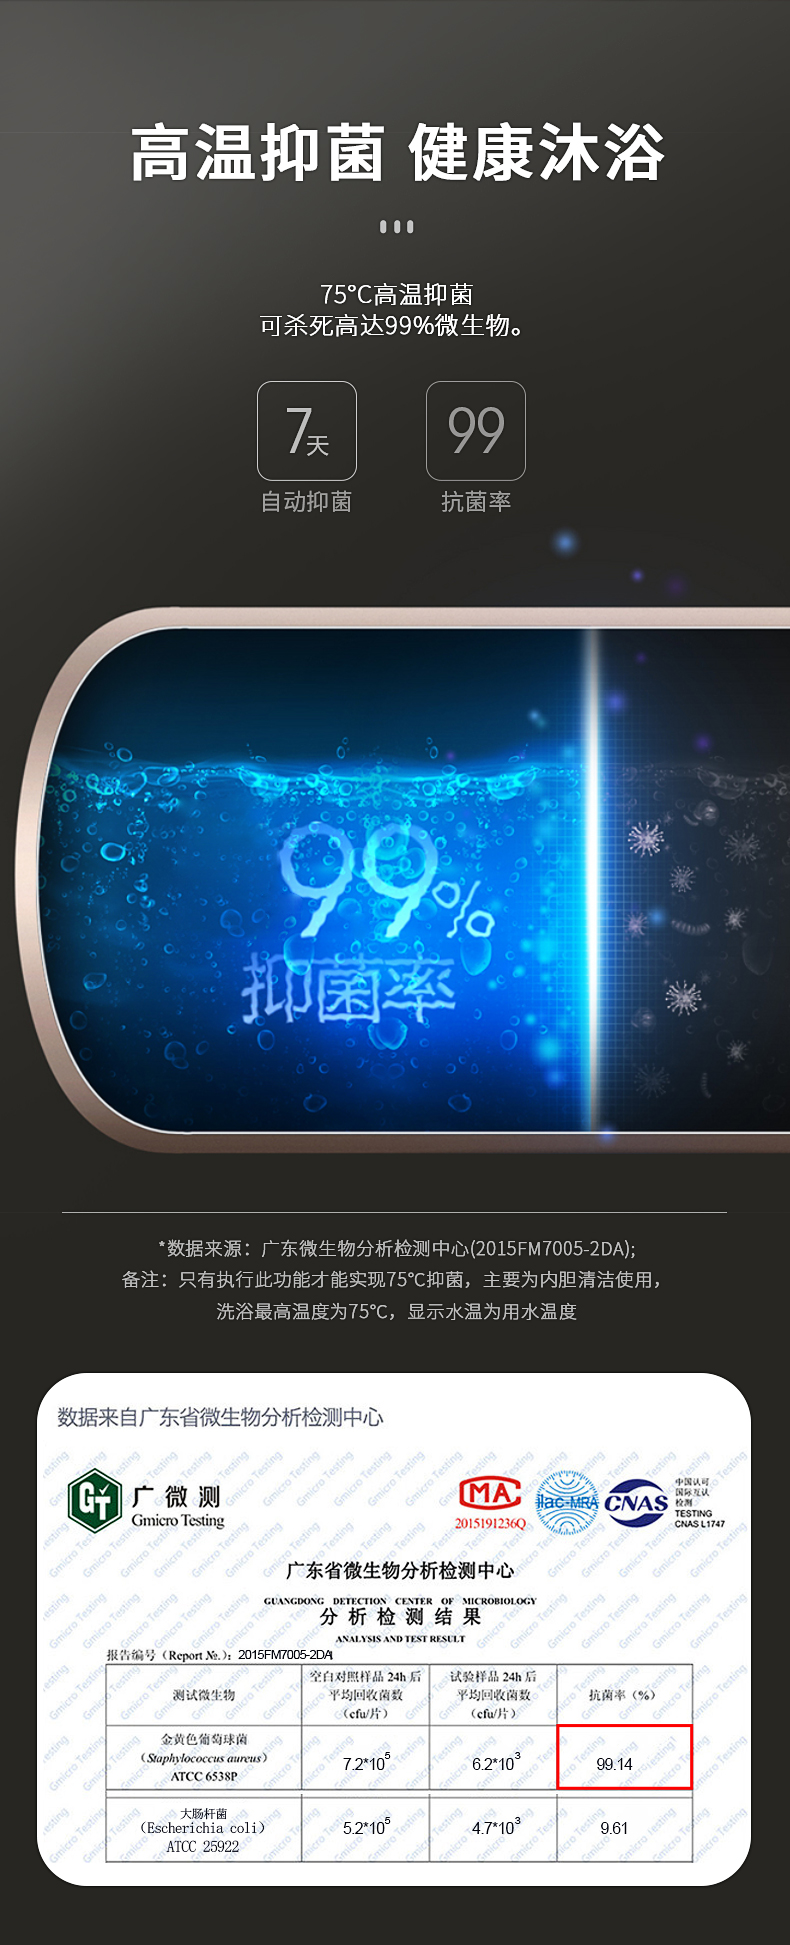 高温抑菌 健康沐浴
75°C高温抑菌
可杀死高达99%微生物。
7天
99
自动抑菌
抗菌率
99%
抑菌率
*数据来源：广东微生物分析检测中心(2015FM7005-2DA);
备注：只有执行此功能才能实现75°C抑菌，主要为内胆清洁使用，
洗浴最高温度为75°C，显示水温为用水温度
数据来自广东省微生物分析检测中心
GT
广微测
Gmicro Testing
MA
2015191236Q
ilac-MRA
CNAS
中国认可
国际互认
检测
TESTING
CNAS L1747
广东省微生物分析检测中心
GUANGDONG DETECTION CENTER OF MICROBIOLOGY
分析检测结果
ANALYSIS AND TEST RESULT
报告编号（Report №.）：2015FM7005-2DA
测试微生物
空白对照样品 24h 后
平均回收菌数
（cfu/片）
试验样品 24h 后
平均回收菌数
（cfu/片）
抗菌率（%）
金黄色葡萄球菌
（Staphylococcus aureus）
ATCC 6538P
7.2*10⁵
6.2*10³
99.14
大肠杆菌
（Escherichia coli）
ATCC 25922
5.2*10⁵
4.7*10³
9.61